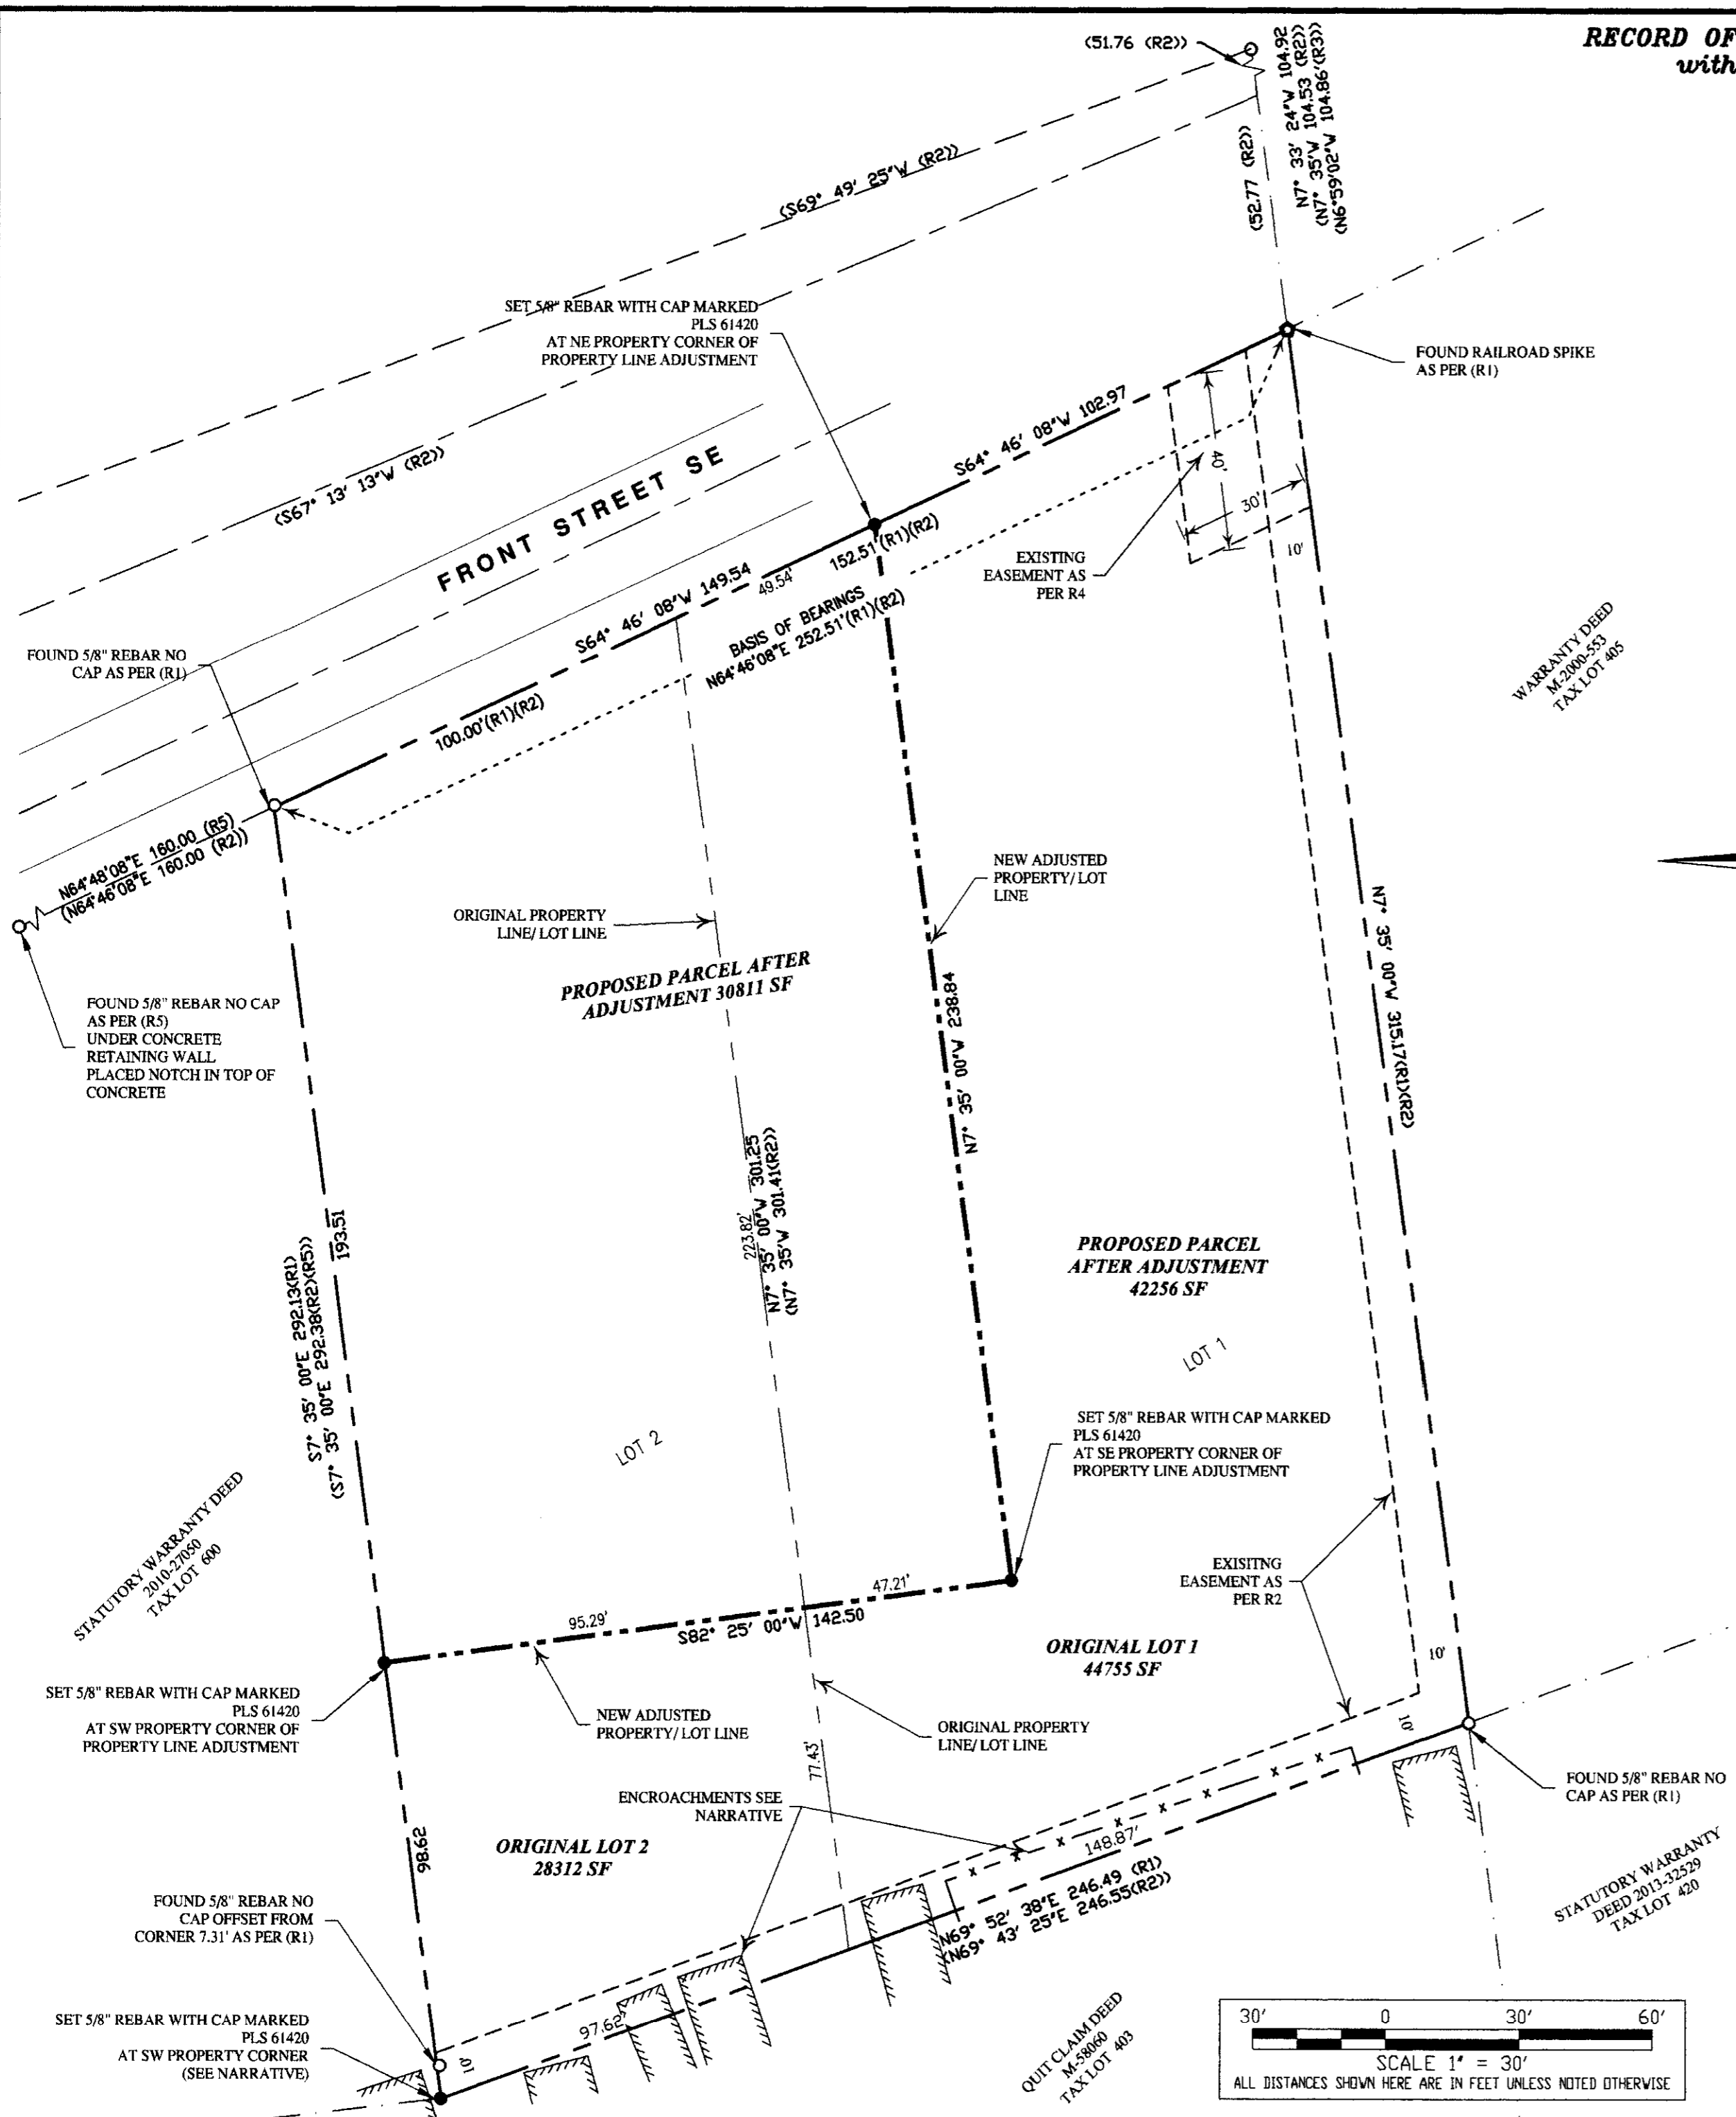 RECORD OF
with
(51.76 (R2))
N7° 33' 24"W 104.92
(N7° 35'W 104.53 (R2))
(N6°59'02"W 104.86'(R3))
(52.77 (R2))
(S69° 49' 25"W (R2))
SET 5/8" REBAR WITH CAP MARKED
PLS 61420
AT NE PROPERTY CORNER OF
PROPERTY LINE ADJUSTMENT
FOUND RAILROAD SPIKE
AS PER (R1)
(S67° 13' 13"W (R2))
FRONT STREET SE
S64° 46' 08"W 102.97
40'
30'
10'
EXISTING
EASEMENT AS
PER R4
S64° 46' 08"W 149.54
49.54'
152.51'(R1)(R2)
BASIS OF BEARINGS
N64°46'08"E 252.51'(R1)(R2)
100.00'(R1)(R2)
FOUND 5/8" REBAR NO
CAP AS PER (R1)
WARRANTY DEED
M-2000-553
TAX LOT 405
N64°48'08"E 160.00 (R5)
(N64°46'08"E 160.00 (R2))
FOUND 5/8" REBAR NO CAP
AS PER (R5)
UNDER CONCRETE
RETAINING WALL
PLACED NOTCH IN TOP OF
CONCRETE
NEW ADJUSTED
PROPERTY/ LOT
LINE
ORIGINAL PROPERTY
LINE/ LOT LINE
PROPOSED PARCEL AFTER
ADJUSTMENT 30811 SF
N7° 35' 00"W 238.84
N7° 35' 00"W 315.17(R1)(R2)
223.82'
N7° 35' 00"W 301.25
(N7° 35'W 301.41(R2))
193.51
S7° 35' 00"E 292.13(R1)
(S7° 35' 00"E 292.38(R2)(R5))
PROPOSED PARCEL
AFTER ADJUSTMENT
42256 SF
LOT 1
LOT 2
SET 5/8" REBAR WITH CAP MARKED
PLS 61420
AT SE PROPERTY CORNER OF
PROPERTY LINE ADJUSTMENT
STATUTORY WARRANTY DEED
2010-27050
TAX LOT 600
EXISITNG
EASEMENT AS
PER R2
47.21'
95.29'
S82° 25' 00"W 142.50
ORIGINAL LOT 1
44755 SF
10'
10'
SET 5/8" REBAR WITH CAP MARKED
PLS 61420
AT SW PROPERTY CORNER OF
PROPERTY LINE ADJUSTMENT
NEW ADJUSTED
PROPERTY/ LOT LINE
ORIGINAL PROPERTY
LINE/ LOT LINE
77.43'
ENCROACHMENTS SEE
NARRATIVE
FOUND 5/8" REBAR NO
CAP AS PER (R1)
98.62
ORIGINAL LOT 2
28312 SF
148.87'
N69° 52' 38"E 246.49 (R1)
(N69° 43' 25"E 246.55(R2))
STATUTORY WARRANTY
DEED 2013-32529
TAX LOT 420
FOUND 5/8" REBAR NO
CAP OFFSET FROM
CORNER 7.31' AS PER (R1)
SET 5/8" REBAR WITH CAP MARKED
PLS 61420
AT SW PROPERTY CORNER
(SEE NARRATIVE)
10'
97.62'
QUIT CLAIM DEED
M-58060
TAX LOT 403
30' 0 30' 60'
SCALE 1" = 30'
ALL DISTANCES SHOWN HERE ARE IN FEET UNLESS NOTED OTHERWISE